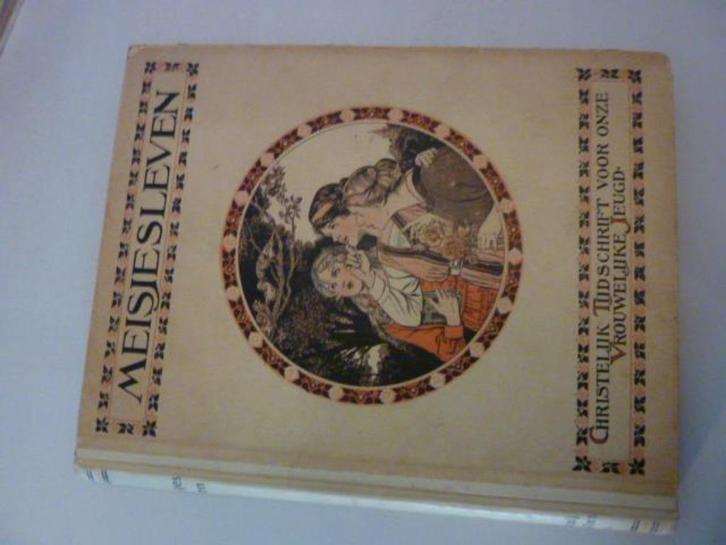 MEISJESLEVEN
CHRISTELIJK TIJDSCHRIFT VOOR ONZE
VROUWELIJKE JEUGD-